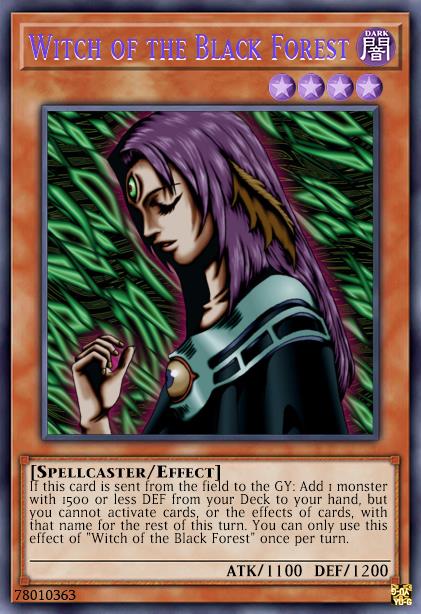 Witch of the Black Forest
DARK
闇
[Spellcaster/Effect]
If this card is sent from the field to the GY: Add 1 monster
with 1500 or less DEF from your Deck to your hand, but
you cannot activate cards, or the effects of cards, with
that name for the rest of this turn. You can only use this
effect of "Witch of the Black Forest" once per turn.
ATK/1100 DEF/1200
78010363